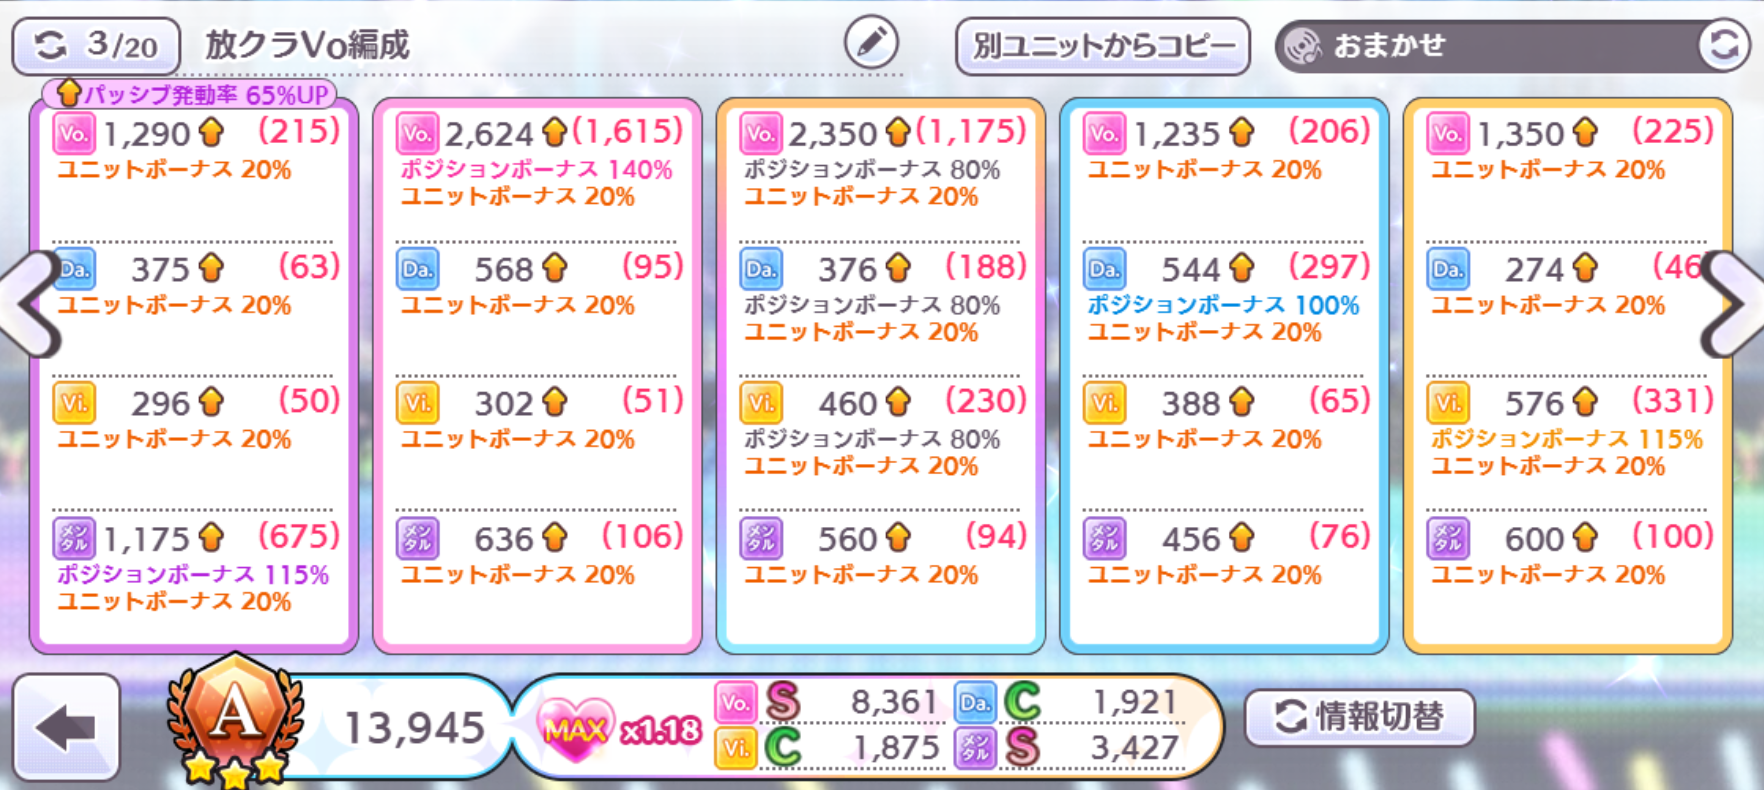 3/20 放クラVo編成 別ユニットからコピー おまかせ
パッシブ発動率 65%UP
Vo. 1,290 (215)
ユニットボーナス 20%
Da. 375 (63)
ユニットボーナス 20%
Vi. 296 (50)
ユニットボーナス 20%
メンタル 1,175 (675)
ポジションボーナス 115%
ユニットボーナス 20%
Vo. 2,624 (1,615)
ポジションボーナス 140%
ユニットボーナス 20%
Da. 568 (95)
ユニットボーナス 20%
Vi. 302 (51)
ユニットボーナス 20%
メンタル 636 (106)
ユニットボーナス 20%
Vo. 2,350 (1,175)
ポジションボーナス 80%
ユニットボーナス 20%
Da. 376 (188)
ポジションボーナス 80%
ユニットボーナス 20%
Vi. 460 (230)
ポジションボーナス 80%
ユニットボーナス 20%
メンタル 560 (94)
ユニットボーナス 20%
Vo. 1,235 (206)
ユニットボーナス 20%
Da. 544 (297)
ポジションボーナス 100%
ユニットボーナス 20%
Vi. 388 (65)
ユニットボーナス 20%
メンタル 456 (76)
ユニットボーナス 20%
Vo. 1,350 (225)
ユニットボーナス 20%
Da. 274 (46
ユニットボーナス 20%
Vi. 576 (331)
ポジションボーナス 115%
ユニットボーナス 20%
メンタル 600 (100)
ユニットボーナス 20%
A 13,945 MAX x1.18
Vo. S 8,361 Da. C 1,921
Vi. C 1,875 メンタル S 3,427
情報切替